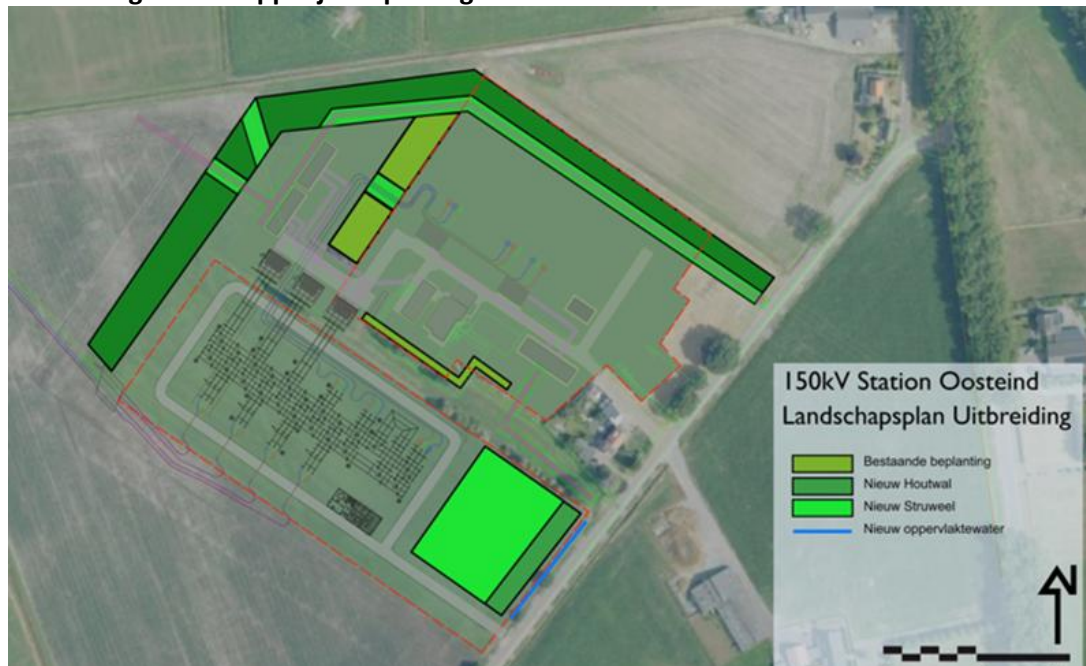 150kV Station Oosteind
Landschapsplan Uitbreiding
Bestaande beplanting
Nieuw Houtwal
Nieuw Struweel
Nieuw oppervlaktewater
N